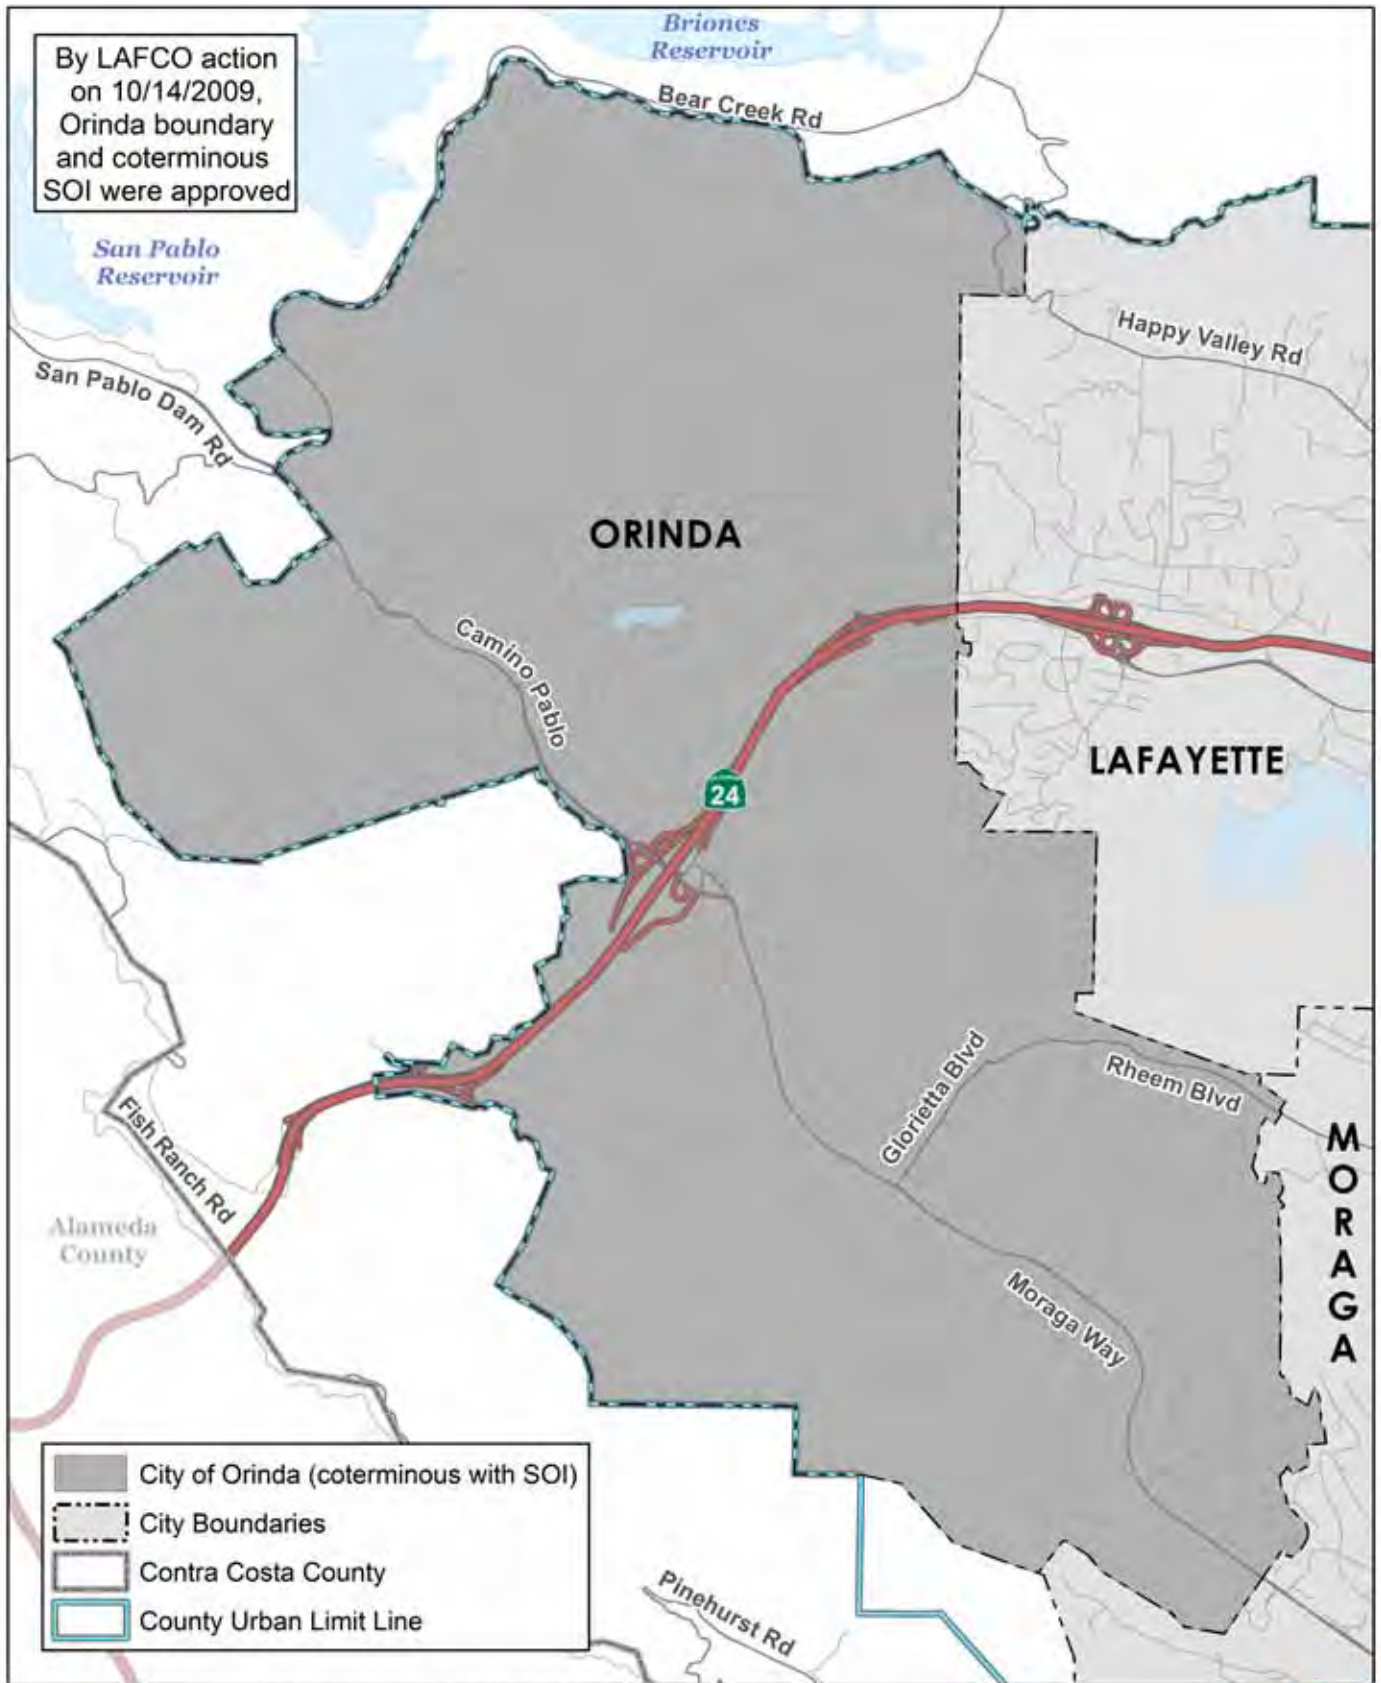 By LAFCO action
on 10/14/2009,
Orinda boundary
and coterminous
SOI were approved
Briones
Reservoir
Bear Creek Rd
San Pablo
Reservoir
Happy Valley Rd
San Pablo Dam Rd
ORINDA
Camino Pablo
LAFAYETTE
24
Glorietta Blvd
Rheem Blvd
Fish Ranch Rd
MORAGA
Alameda
County
Moraga Way
City of Orinda (coterminous with SOI)
City Boundaries
Contra Costa County
County Urban Limit Line
Pinehurst Rd